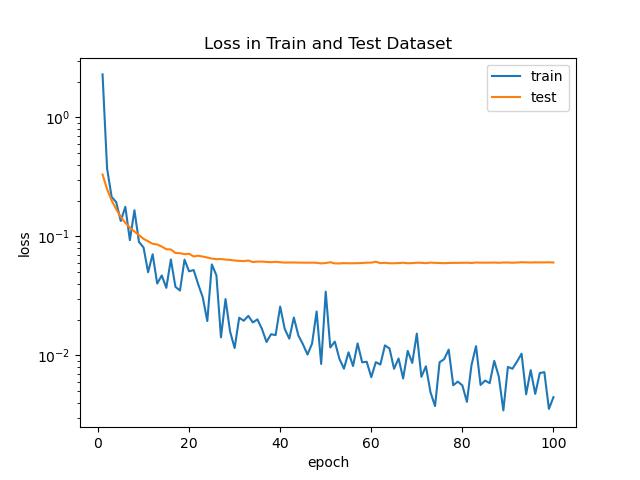 Loss in Train and Test Dataset
train
test
10⁰
10⁻¹
10⁻²
loss
0 20 40 60 80 100
epoch